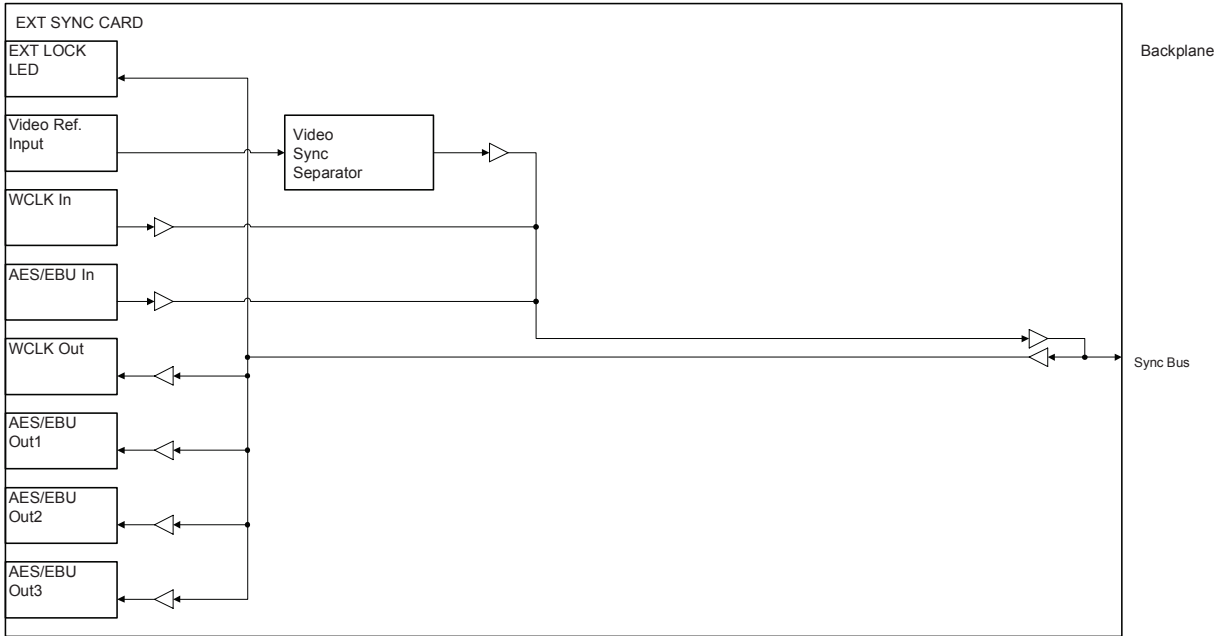 EXT SYNC CARD
EXT LOCK
LED
Backplane
Video Ref.
Input
Video
Sync
Separator
WCLK In
AES/EBU In
WCLK Out
Sync Bus
AES/EBU
Out1
AES/EBU
Out2
AES/EBU
Out3